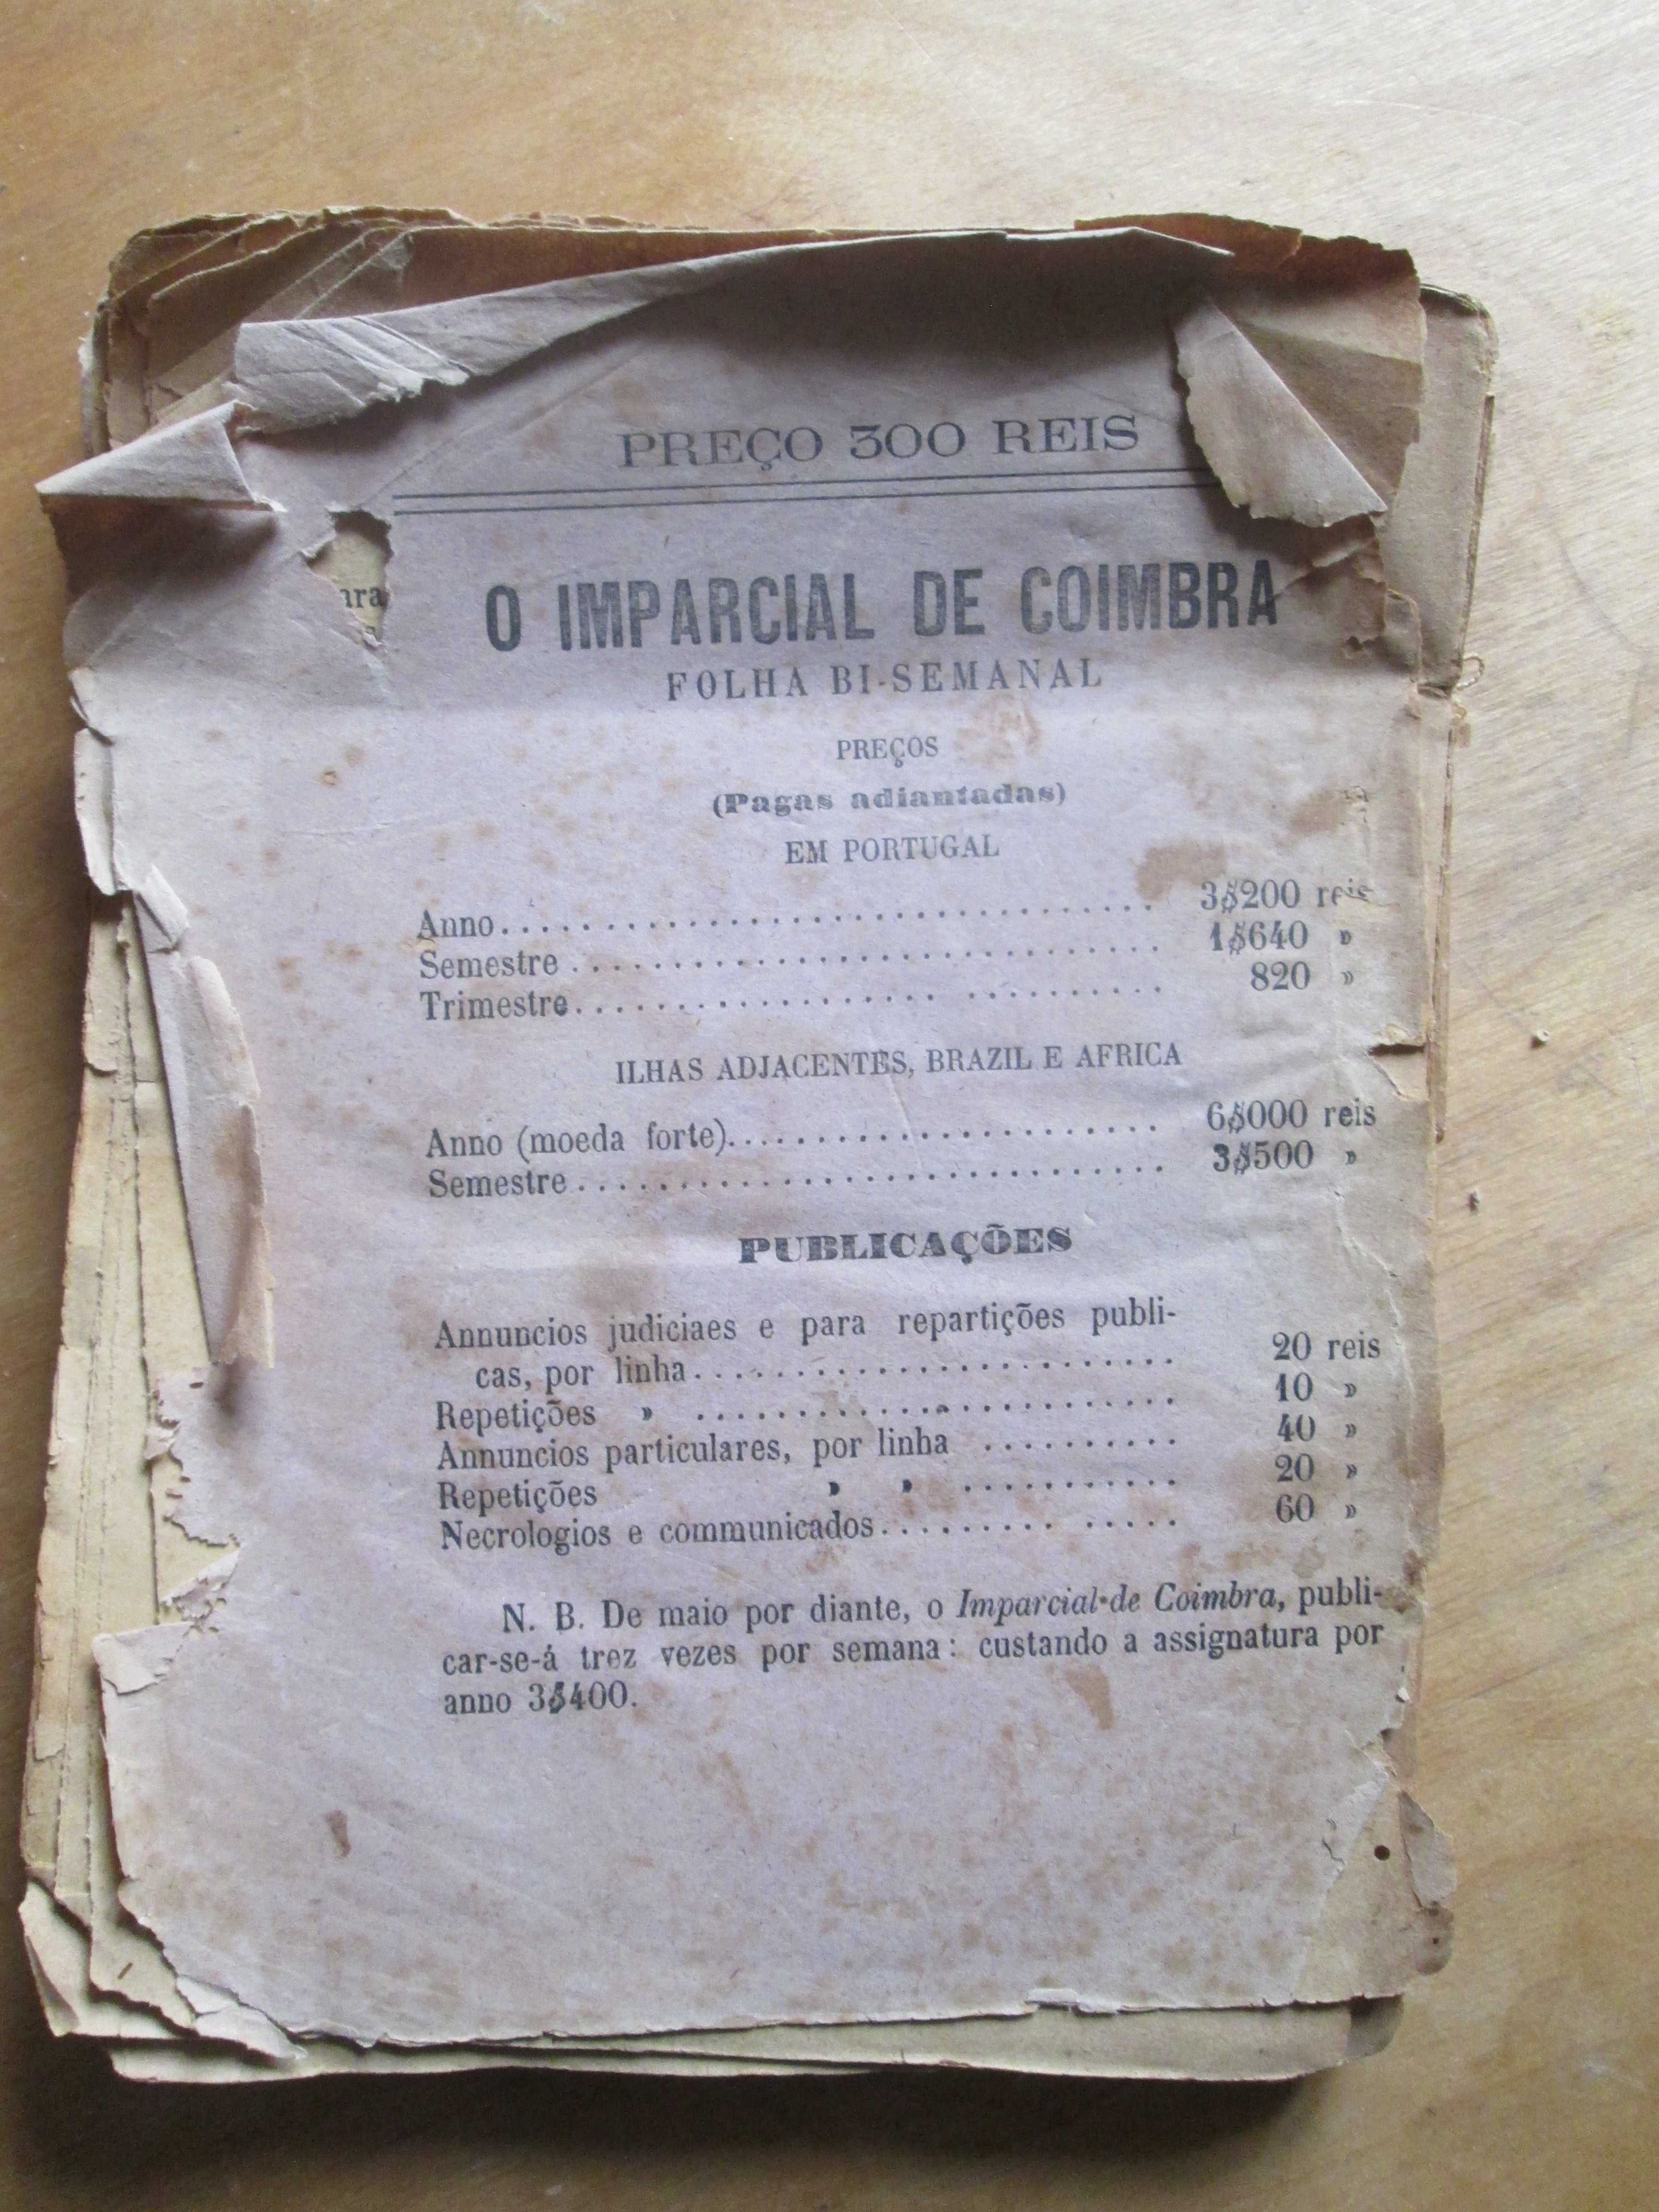 PREÇO 300 REIS
O IMPARCIAL DE COIMBRA
FOLHA BI-SEMANAL
PREÇOS
(Pagas adiantadas)
EM PORTUGAL
Anno.............................. 3$200 reis
Semestre .............................. 1$640 »
Trimestre.............................. 820 »
ILHAS ADJACENTES, BRAZIL E AFRICA
Anno (moeda forte)...................... 6$000 reis
Semestre.............................. 3$500 »
PUBLICAÇÕES
Annuncios judiciaes e para repartições publi-
cas, por linha........................ 20 reis
Repetições » ........................ 10 »
Annuncios particulares, por linha .......... 40 »
Repetições » » ........... 20 »
Necrologios e communicados......... ..... 60 »
N. B. De maio por diante, o Imparcial de Coimbra, publi-
car-se-á trez vezes por semana: custando a assignatura por
anno 3$400.